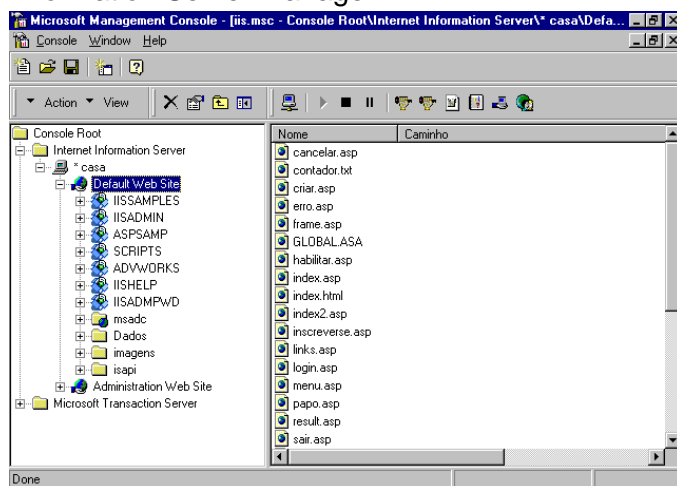 Microsoft Management Console - [iis.msc - Console Root\Internet Information Server\* casa\Defa...
Console Window Help
Action View
Console Root
Internet Information Server
* casa
Default Web Site
IISSAMPLES
IISADMIN
ASPSAMP
SCRIPTS
ADVWORKS
IISHELP
IISADMPWD
msadc
Dados
imagens
isapi
Administration Web Site
Microsoft Transaction Server
Nome Caminho
cancelar.asp
contador.txt
criar.asp
erro.asp
frame.asp
GLOBAL.ASA
habilitar.asp
index.asp
index.html
index2.asp
inscreverse.asp
links.asp
login.asp
menu.asp
papo.asp
result.asp
sair.asp
Done